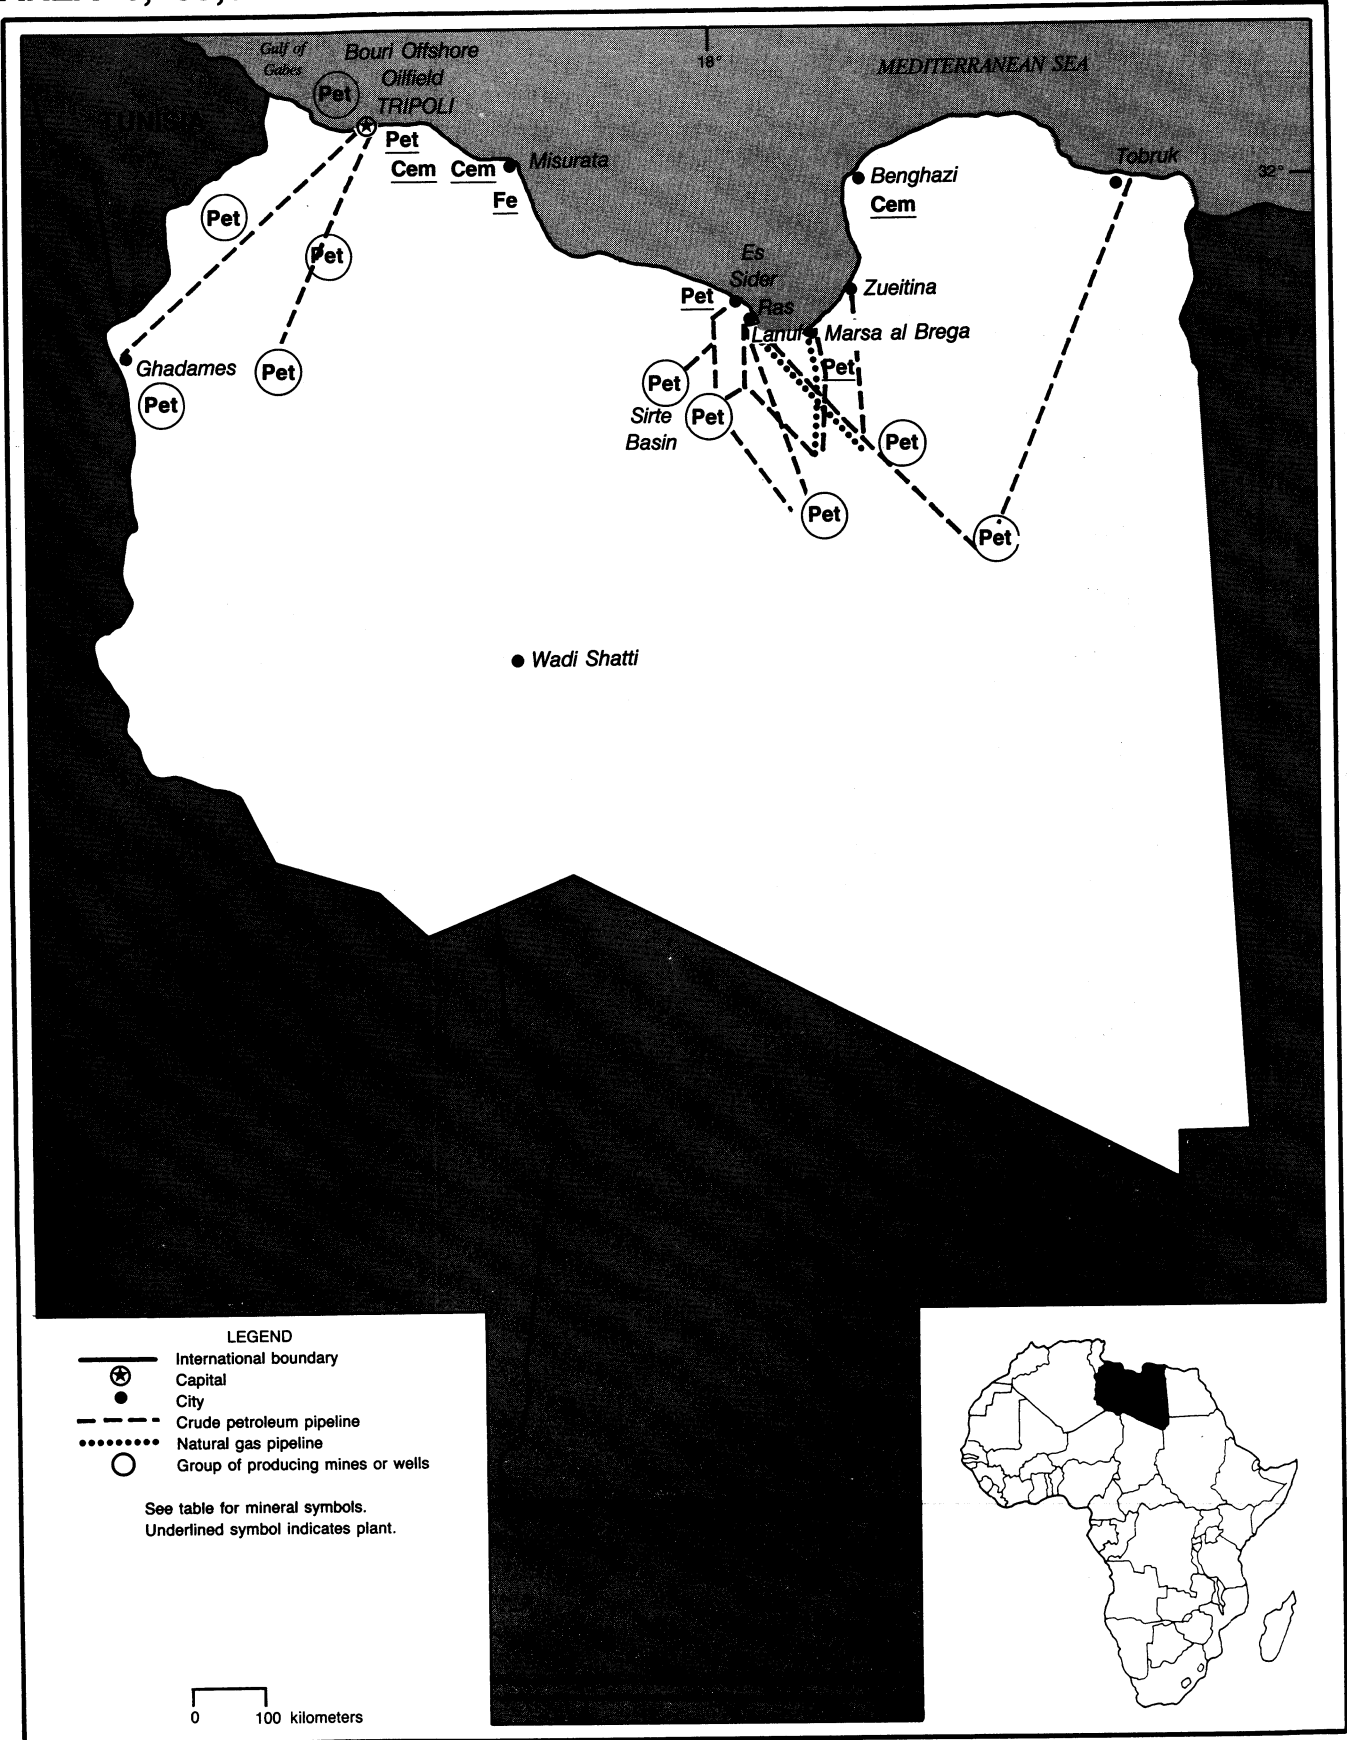 Gulf of
Gabes
Bouri Offshore
Oilfield
Pet
TRIPOLI
18°
MEDITERRANEAN SEA
TUNISIA
Pet
Cem
Cem
Misurata
Fe
Benghazi
Cem
Tobruk
32°
Pet
Pet
Es
Sider
Pet
Ras
Lanuf
Zueitina
Marsa al Brega
Pet
Ghadames
Pet
Pet
Pet
Sirte
Basin
Pet
Pet
Pet
Pet
Wadi Shatti
LEGEND
International boundary
Capital
City
Crude petroleum pipeline
Natural gas pipeline
Group of producing mines or wells
See table for mineral symbols.
Underlined symbol indicates plant.
0 100 kilometers